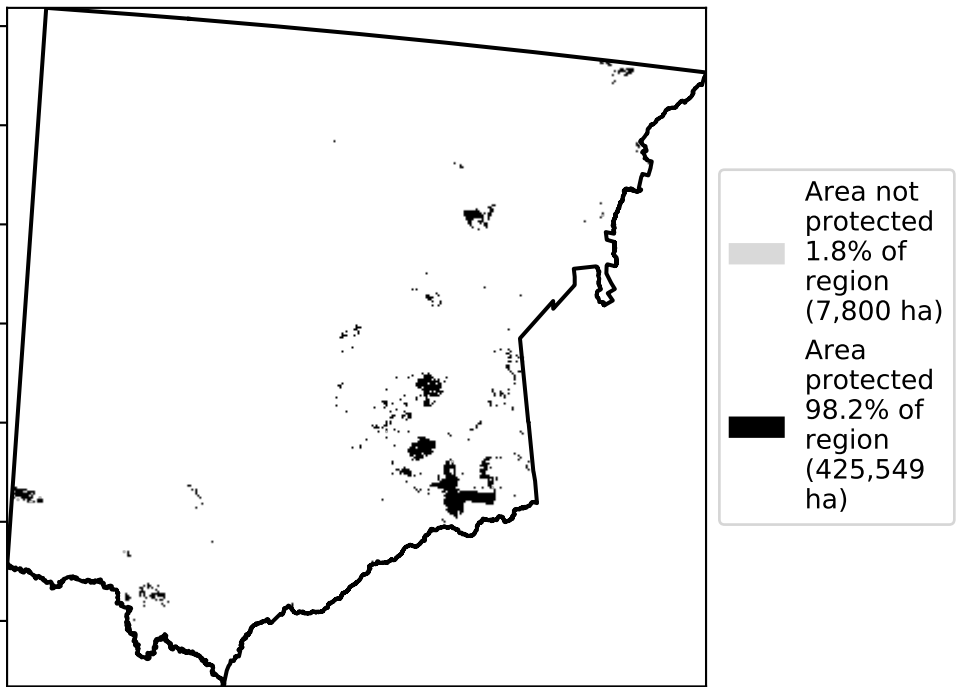 Area not
protected
1.8% of
region
(7,800 ha)
Area
protected
98.2% of
region
(425,549
ha)